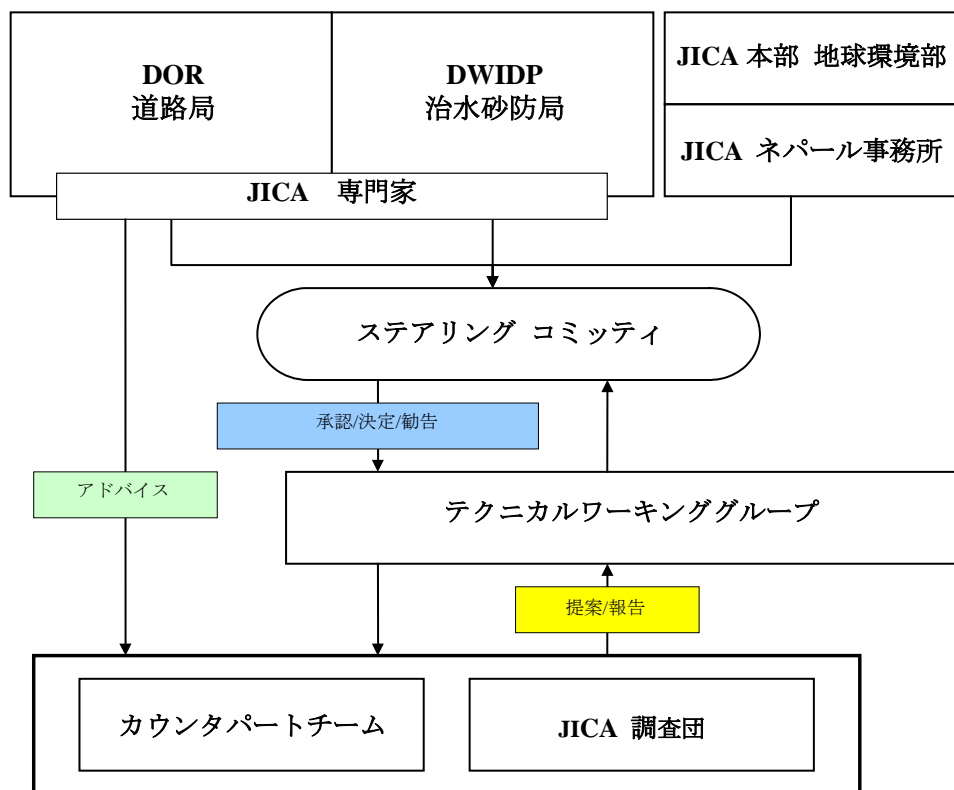 DOR
道路局
DWIDP
治水砂防局
JICA 本部 地球環境部
JICA ネパール事務所
JICA 専門家
ステアリング コミッティ
承認/決定/勧告
アドバイス
テクニカルワーキンググループ
提案/報告
カウンタパートチーム
JICA 調査団